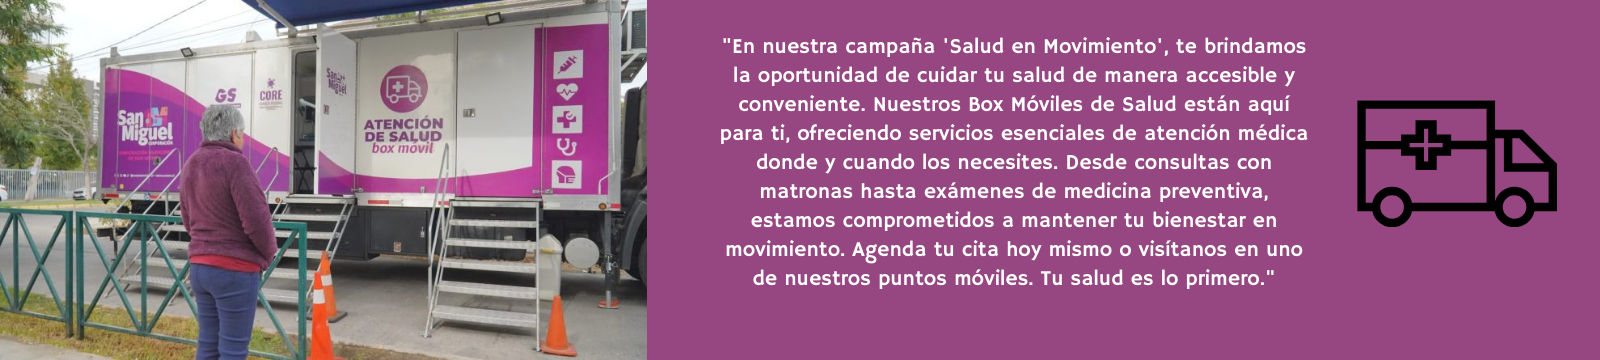 San
Miguel
CORPORACIÓN
GS
CORE
San
Miguel
ATENCIÓN
DE SALUD
box móvil
"En nuestra campaña 'Salud en Movimiento', te brindamos
la oportunidad de cuidar tu salud de manera accesible y
conveniente. Nuestros Box Móviles de Salud están aquí
para ti, ofreciendo servicios esenciales de atención médica
donde y cuando los necesites. Desde consultas con
matronas hasta exámenes de medicina preventiva,
estamos comprometidos a mantener tu bienestar en
movimiento. Agenda tu cita hoy mismo o visítanos en uno
de nuestros puntos móviles. Tu salud es lo primero."